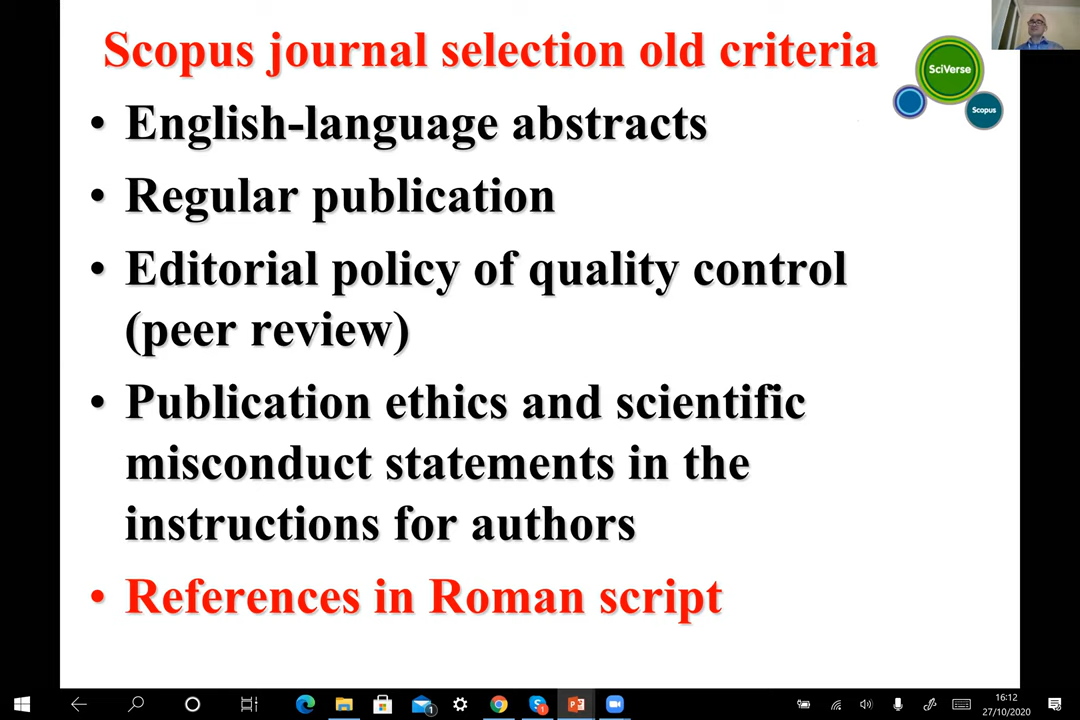 Scopus journal selection old criteria
SciVerse
Scopus
• English-language abstracts
• Regular publication
• Editorial policy of quality control
(peer review)
• Publication ethics and scientific
misconduct statements in the
instructions for authors
• References in Roman script
1
1
16:12
27/10/2020